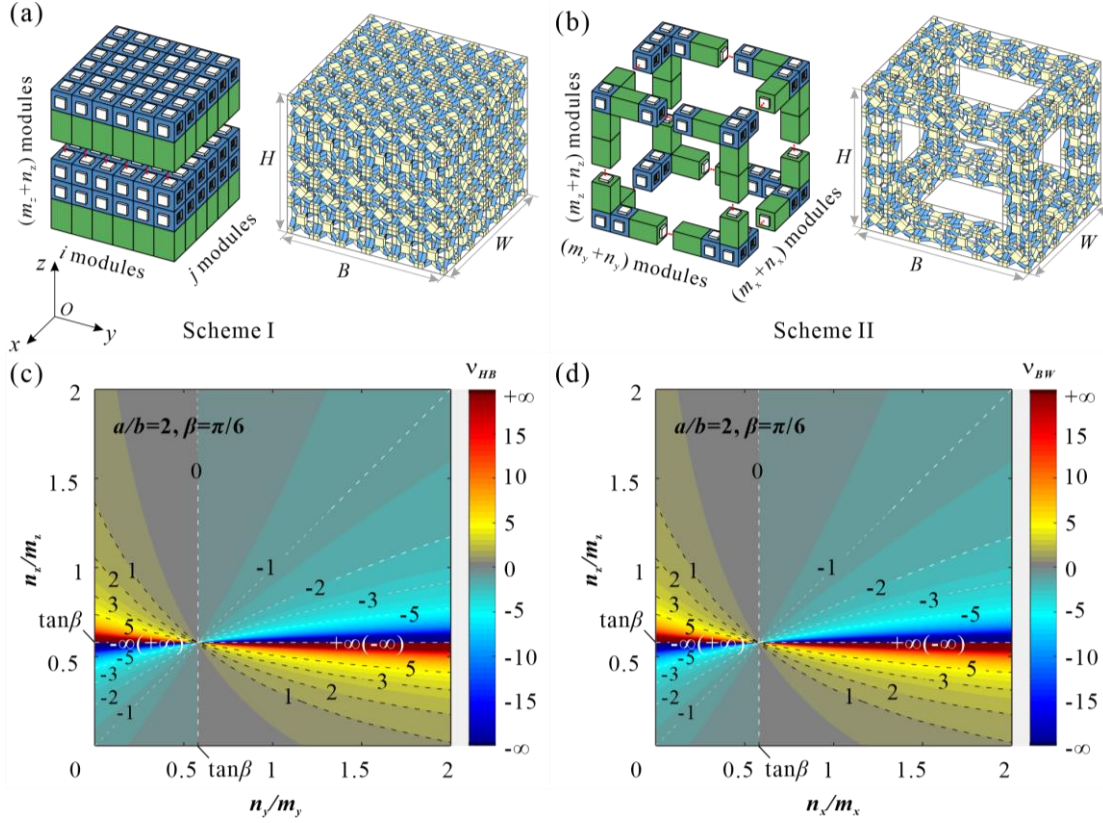 (a)
(m_z+n_z) modules
i modules
j modules
H
B
W
z
O
x
y
Scheme I
(b)
(m_z+n_z) modules
(m_y+n_y) modules
(m_x+n_x) modules
H
B
W
Scheme II
(c)
ν_HB
a/b=2, β=π/6
2
1.5
1
tanβ
0.5
0
n_z/m_z
0
-1
-2
-3
-5
+∞(-∞)
5
3
2
1
1
2
3
5
-∞(+∞)
-5
-3
-2
-1
0.5
tanβ
1
1.5
2
n_y/m_y
+∞
15
10
5
0
-5
-10
-15
-∞
(d)
ν_BW
a/b=2, β=π/6
2
1.5
1
tanβ
0.5
0
n_z/m_z
0
-1
-2
-3
-5
+∞(-∞)
5
3
2
1
1
2
3
5
-∞(+∞)
-5
-3
-2
-1
0.5
tanβ
1
1.5
2
n_x/m_x
+∞
15
10
5
0
-5
-10
-15
-∞